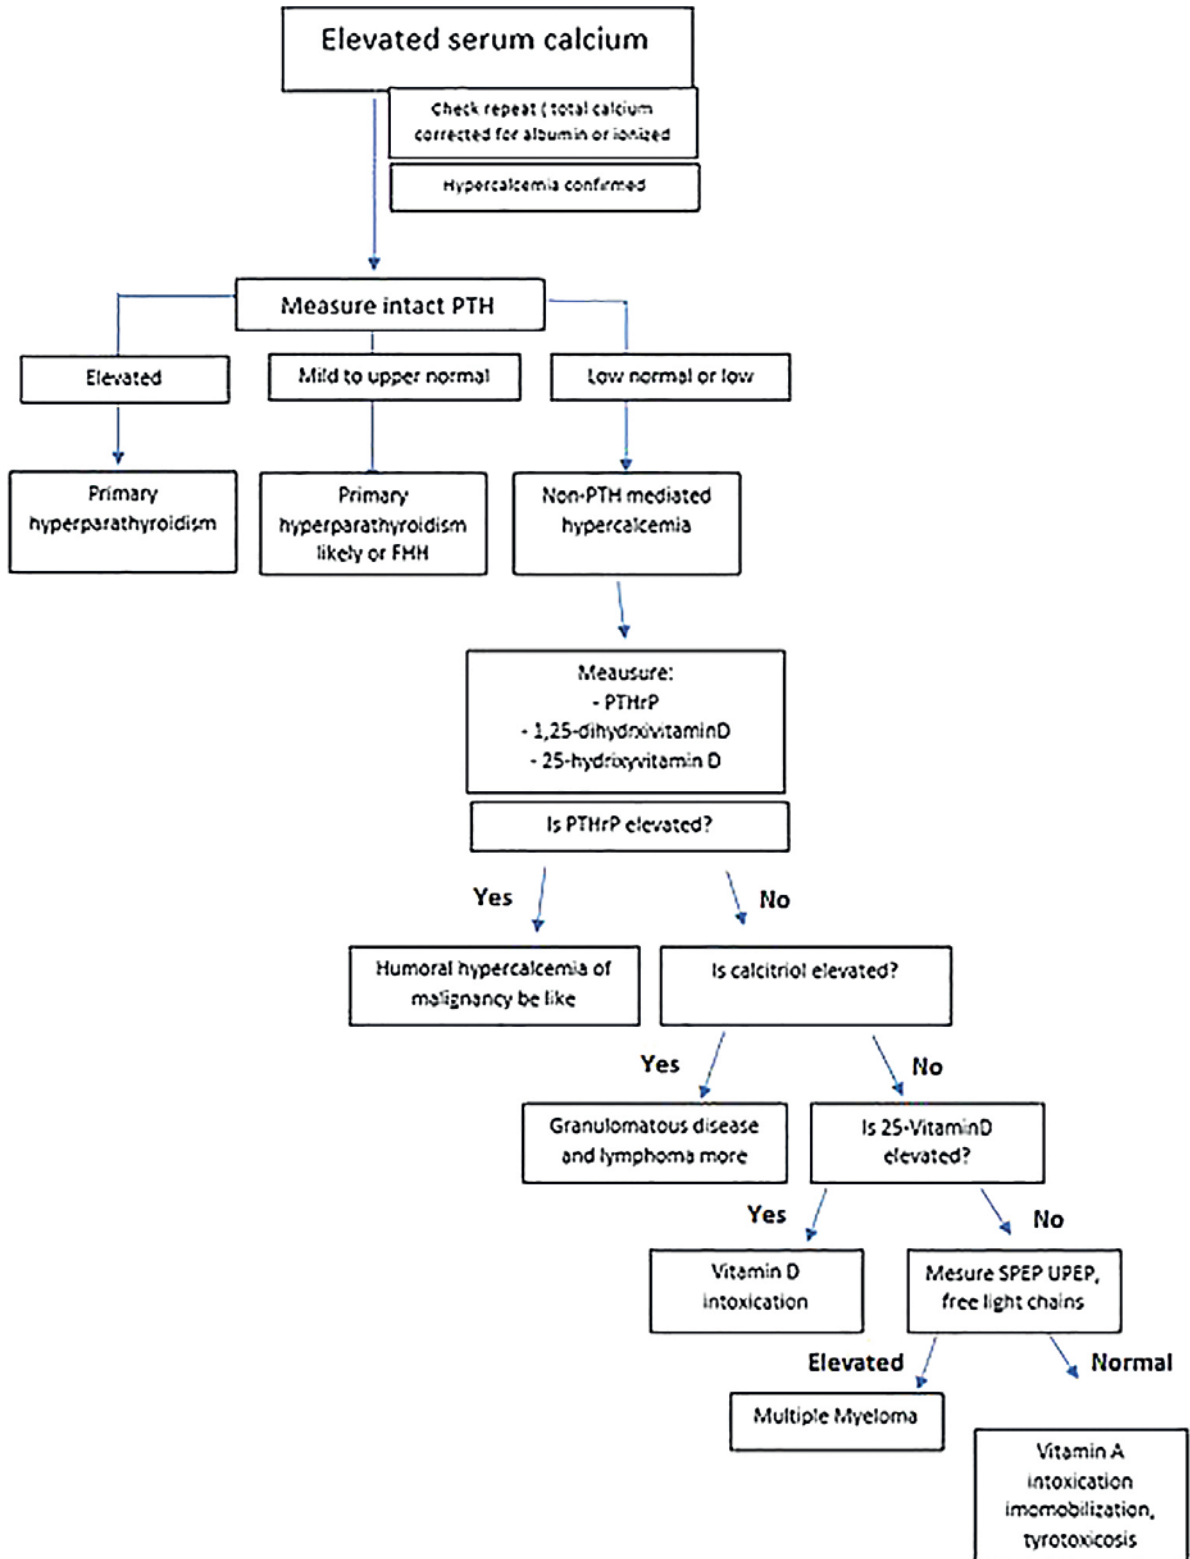 Elevated serum calcium
Check repeat ( total calcium
corrected for albumin or ionized
Hypercalcemia confirmed
Measure intact PTH
Elevated
Mild to upper normal
Low normal or low
Primary
hyperparathyroidism
Primary
hyperparathyroidism
likely or FHH
Non-PTH mediated
hypercalcemia
Meausure:
- PTHrP
- 1,25-dihydrxivitaminD
- 25-hydrixyvitamin D
Is PTHrP elevated?
Yes
No
Humoral hypercalcemia of
malignancy be like
Is calcitriol elevated?
Yes
No
Granulomatous disease
and lymphoma more
Is 25-VitaminD
elevated?
Yes
No
Vitamin D
intoxication
Mesure SPEP UPEP,
free light chains
Elevated
Normal
Multiple Myeloma
Vitamin A
intoxication
imomobilization,
tyrotoxicosis